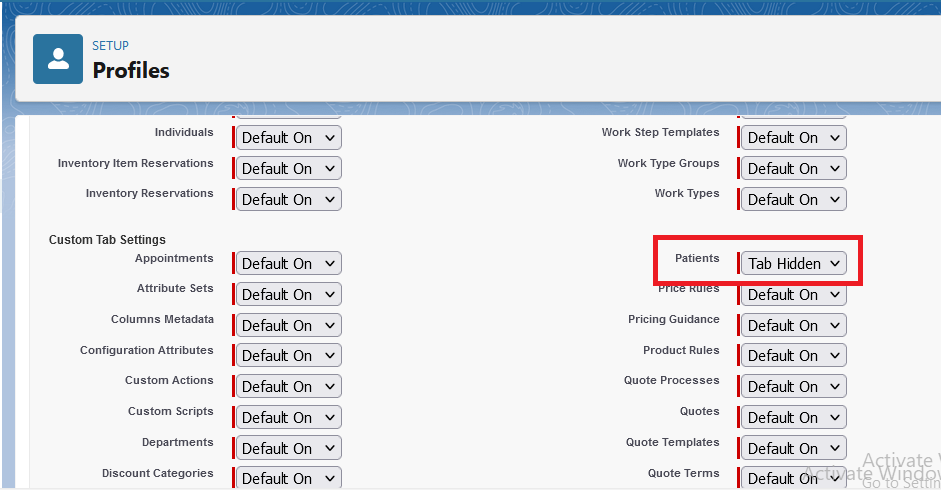 SETUP
Profiles
Individuals Default On Work Step Templates Default On
Inventory Item Reservations Default On Work Type Groups Default On
Inventory Reservations Default On Work Types Default On
Custom Tab Settings
Appointments Default On Patients Tab Hidden
Attribute Sets Default On Price Rules Default On
Columns Metadata Default On Pricing Guidance Default On
Configuration Attributes Default On Product Rules Default On
Custom Actions Default On Quote Processes Default On
Custom Scripts Default On Quotes Default On
Departments Default On Quote Templates Default On
Discount Categories Default On Quote Terms Default On
Activate
Activate Window
Go to Settin